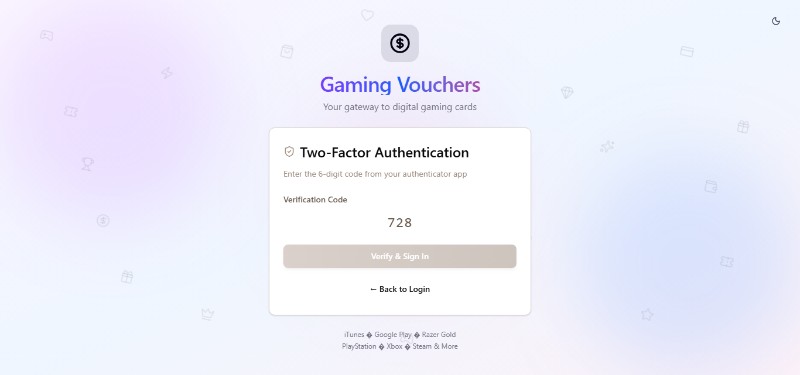 Gaming Vouchers
Your gateway to digital gaming cards
Two-Factor Authentication
Enter the 6-digit code from your authenticator app
Verification Code
728
Verify & Sign In
← Back to Login
iTunes � Google Play � Razer Gold
PlayStation � Xbox � Steam & More